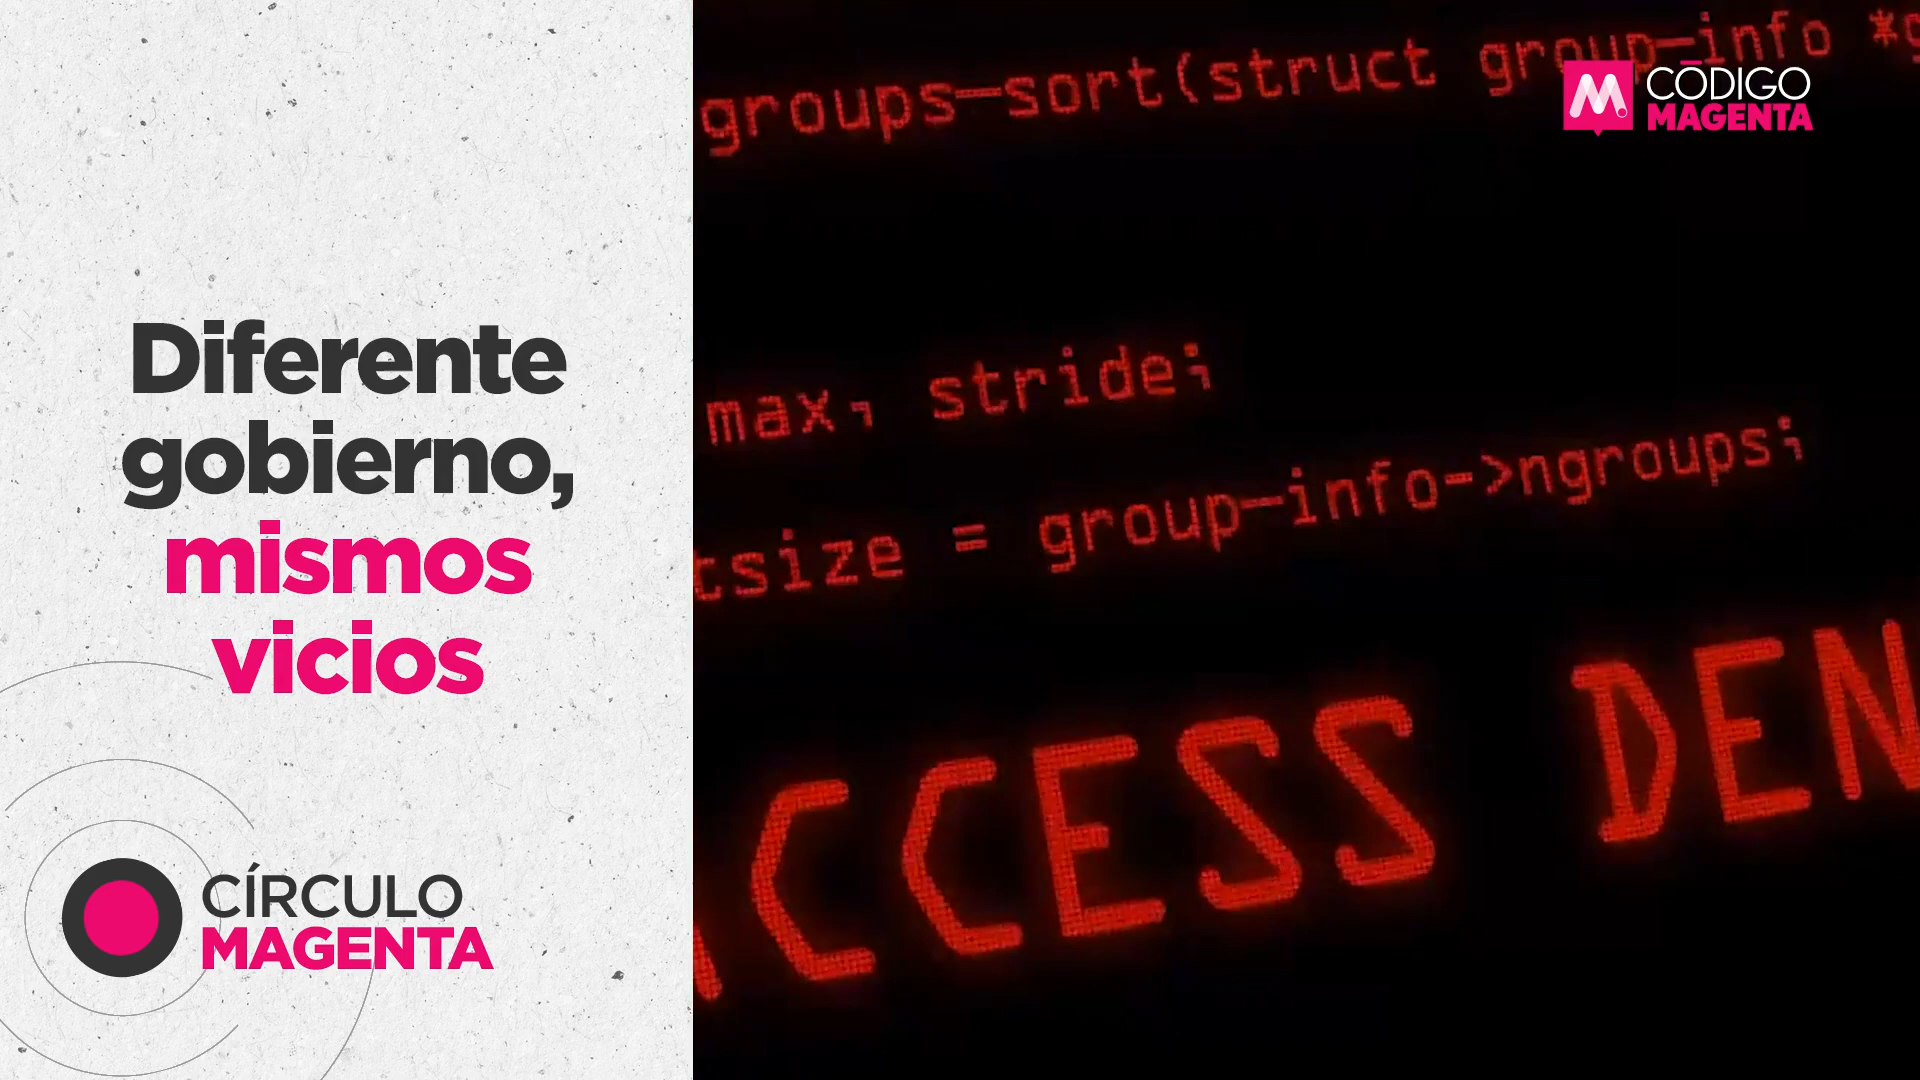 Diferente
gobierno,
mismos
vicios
CÍRCULO
MAGENTA
groups-sort(struct group-info *g
CÓDIGO
MAGENTA
max, stride;
tsize = group-info->ngroups;
ACCESS DEN